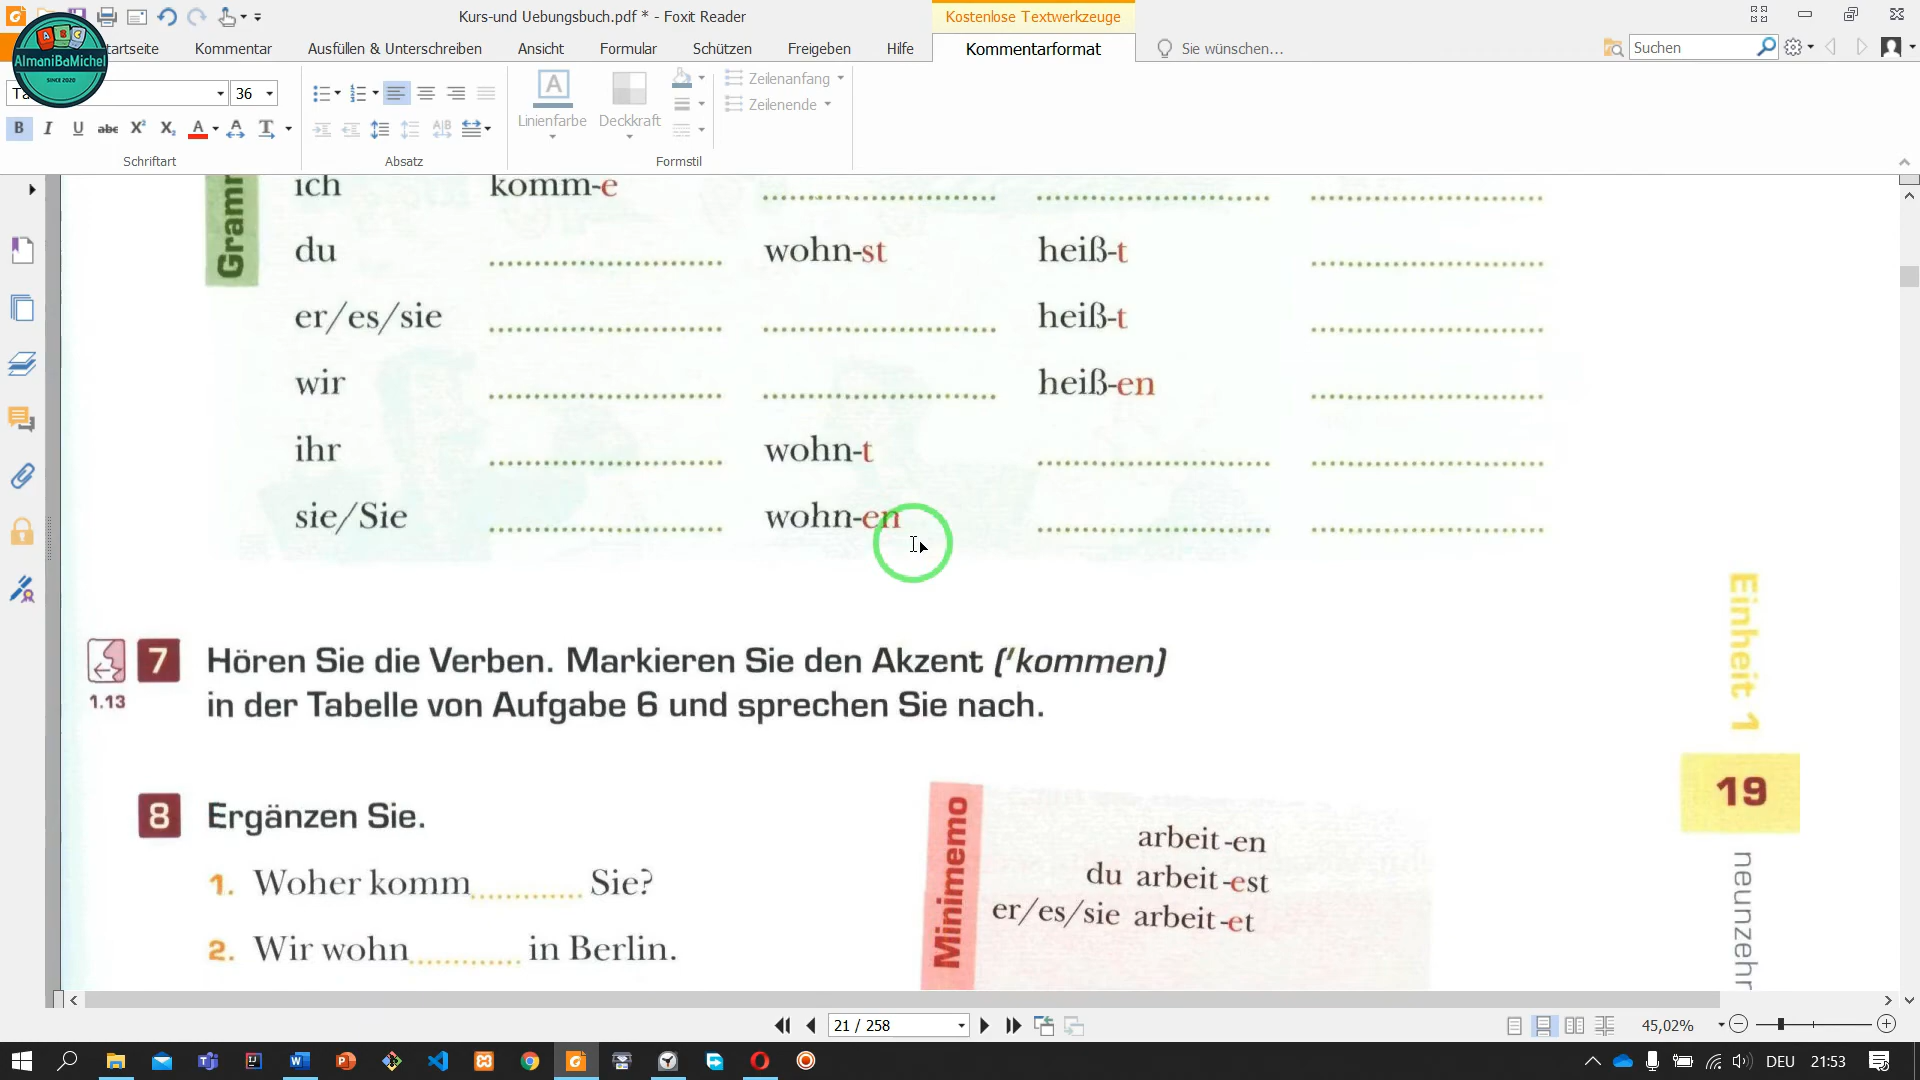 Kurs-und Uebungsbuch.pdf * - Foxit Reader
Kostenlose Textwerkzeuge
Kommentar
Ausfüllen & Unterschreiben
Ansicht
Formular
Schützen
Freigeben
Hilfe
Kommentarformat
Sie wünschen...
Suchen
ABC
AlmaniBaMichel
SINCE 2020
36
Zeilenanfang
Zeilenende
Linienfarbe
Deckkraft
Schriftart
Absatz
Formstil
ich komm-e
du wohn-st heiß-t
er/es/sie heiß-t
wir heiß-en
ihr wohn-t
sie/Sie wohn-en
7 Hören Sie die Verben. Markieren Sie den Akzent ('kommen)
1.13 in der Tabelle von Aufgabe 6 und sprechen Sie nach.
8 Ergänzen Sie.
1. Woher komm.......... Sie?
2. Wir wohn.......... in Berlin.
Minimemo
arbeit-en
du arbeit-est
er/es/sie arbeit-et
Einheit 1
19
21 / 258
45,02%
DEU
21:53